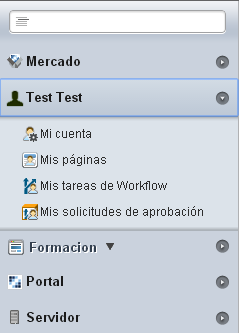 Mercado
Test Test
Mi cuenta
Mis páginas
Mis tareas de Workflow
Mis solicitudes de aprobación
Formacion
Portal
Servidor